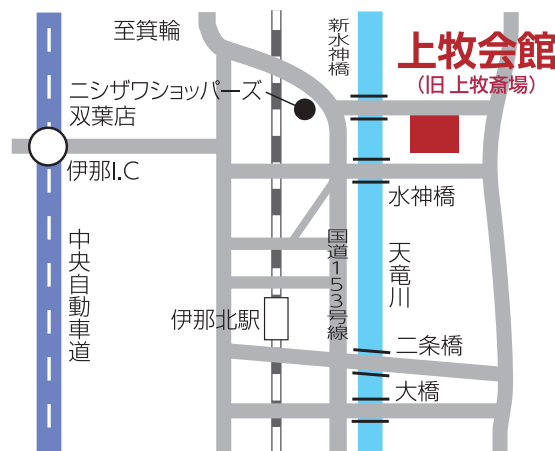 至箕輪
新水神橋
上牧会館
(旧 上牧斎場)
ニシザワショッパーズ
双葉店
伊那I.C
水神橋
中央自動車道
国道153号線
天竜川
伊那北駅
二条橋
大橋